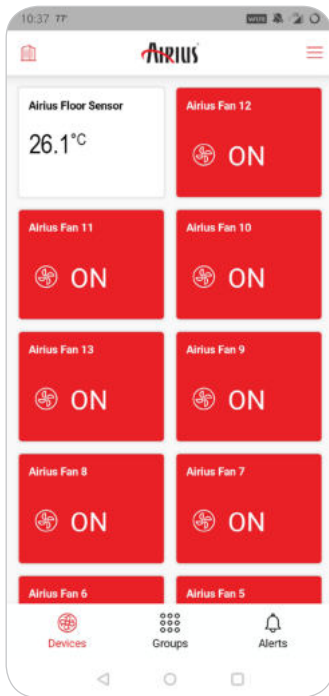 10:37 77°
AIRIUS
Airius Floor Sensor
26.1°C
Airius Fan 12
ON
Airius Fan 11
ON
Airius Fan 10
ON
Airius Fan 13
ON
Airius Fan 9
ON
Airius Fan 8
ON
Airius Fan 7
ON
Airius Fan 6
Airius Fan 5
Devices
Groups
Alerts